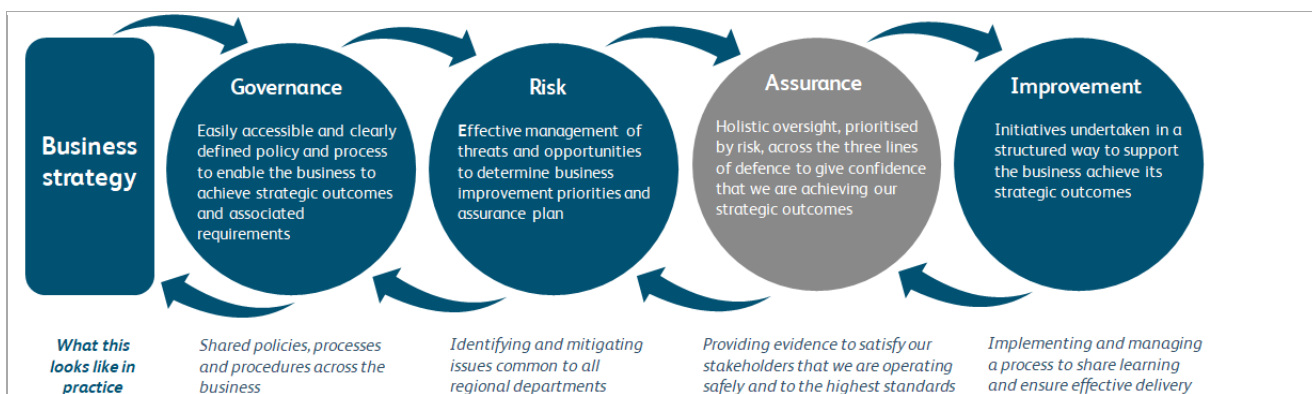 Business
strategy
Governance
Easily accessible and clearly
defined policy and process
to enable the business to
achieve strategic outcomes
and associated
requirements
Risk
Effective management of
threats and opportunities
to determine business
improvement priorities and
assurance plan
Assurance
Holistic oversight, prioritised
by risk, across the three lines
of defence to give confidence
that we are achieving our
strategic outcomes
Improvement
Initiatives undertaken in a
structured way to support
the business achieve its
strategic outcomes
What this
looks like in
practice
Shared policies, processes
and procedures across the
business
Identifying and mitigating
issues common to all
regional departments
Providing evidence to satisfy our
stakeholders that we are operating
safely and to the highest standards
Implementing and managing
a process to share learning
and ensure effective delivery